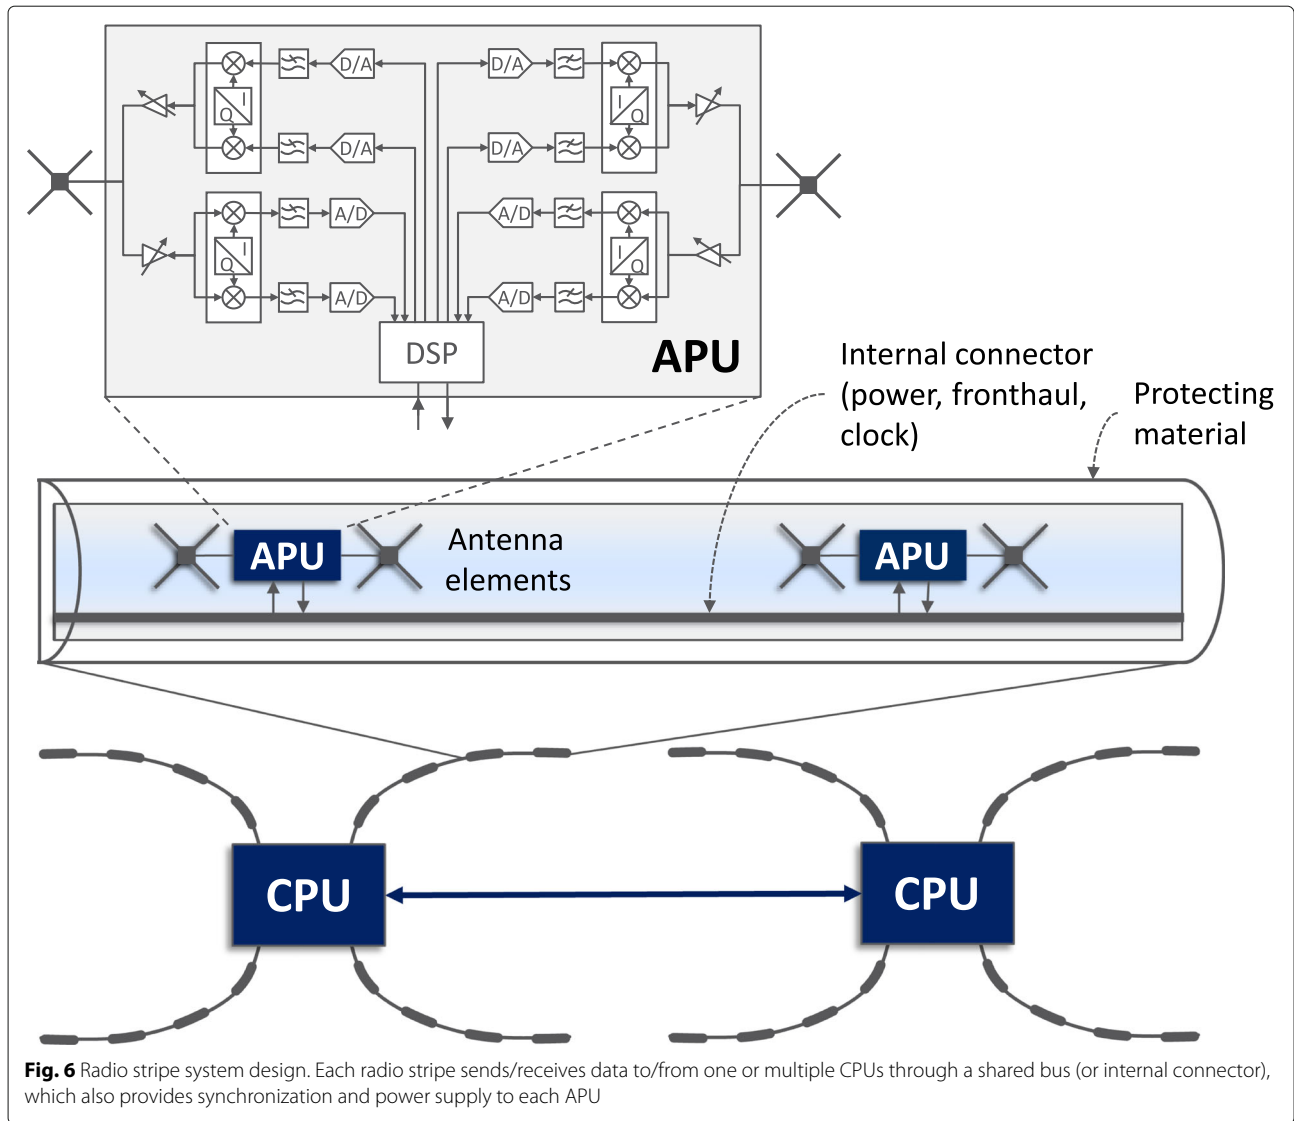 D/A
D/A
I
Q
I
Q
D/A
D/A
A/D
A/D
I
Q
I
Q
A/D
A/D
DSP
APU
Internal connector
(power, fronthaul,
clock)
Protecting
material
APU
Antenna
elements
APU
CPU
CPU
Fig. 6 Radio stripe system design. Each radio stripe sends/receives data to/from one or multiple CPUs through a shared bus (or internal connector),
which also provides synchronization and power supply to each APU